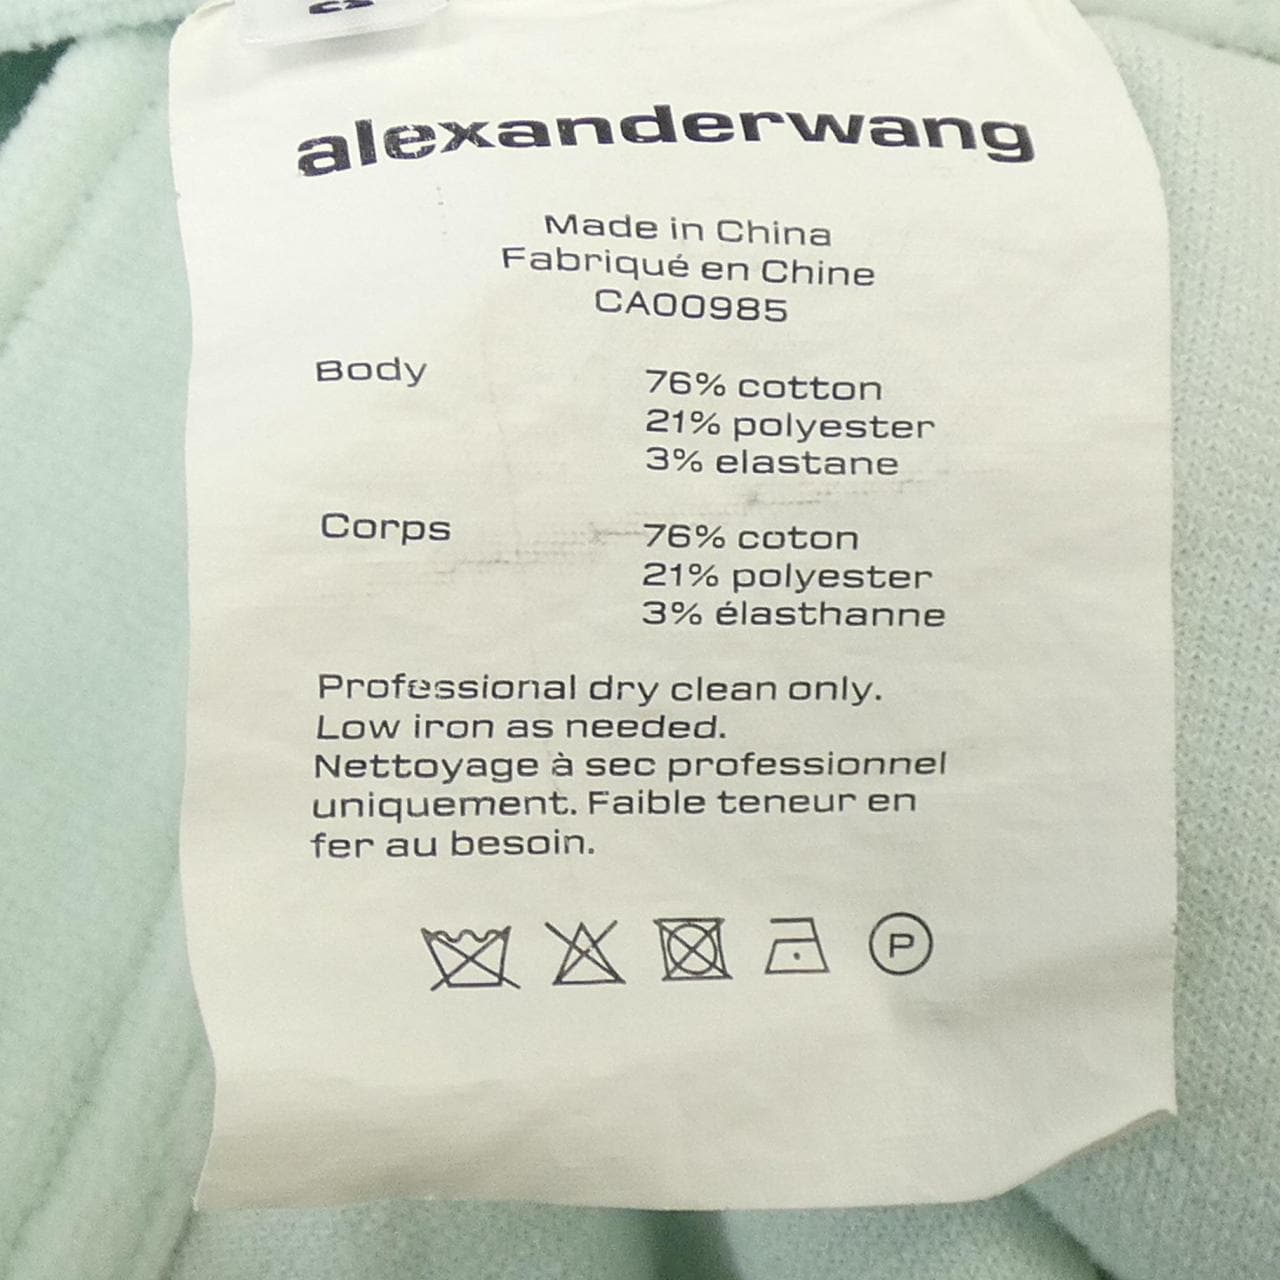 alexanderwang
Made in China
Fabriqué en Chine
CA00985
Body
76% cotton
21% polyester
3% elastane
Corps
76% coton
21% polyester
3% élasthanne
Professional dry clean only.
Low iron as needed.
Nettoyage à sec professionnel
uniquement. Faible teneur en
fer au besoin.
P